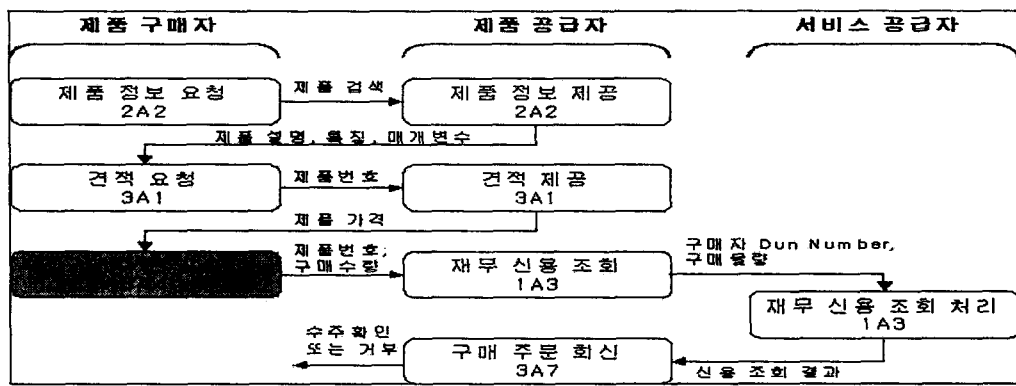 제품 구매자
제품 공급자
서비스 공급자
제품 정보 요청
2A2
제품 검색
제품 정보 제공
2A2
제품 설명, 특징, 매개변수
견적 요청
3A1
제품번호
견적 제공
3A1
제품 가격
제품번호;
구매수량
재무 신용 조회
1A3
구매자 Dun Number,
재무 신용 조회 처리
1A3
수주확인
또는 거부
구매 주문 회신
3A7
신용 조회 결과